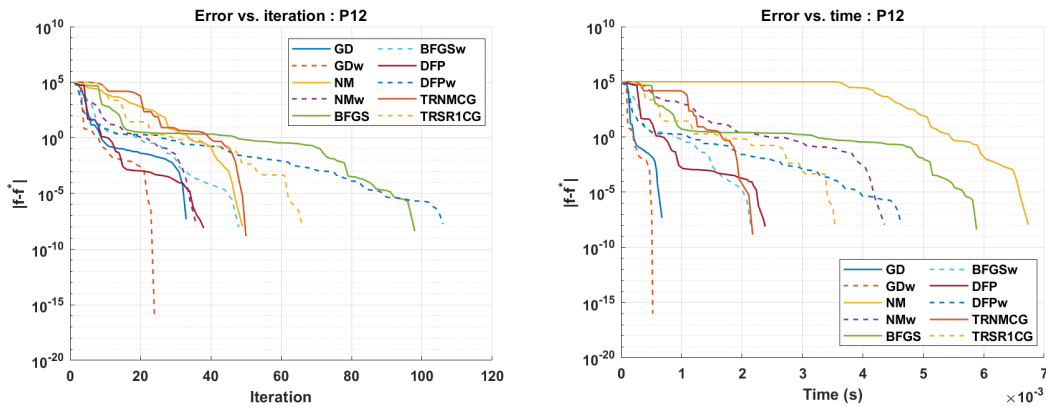 Error vs. iteration : P12
10^10
10^5
10^0
10^-5
10^-10
10^-15
10^-20
|f-f*|
0 20 40 60 80 100 120
Iteration
GD
GDw
NM
NMw
BFGS
BFGSw
DFP
DFPw
TRNMCG
TRSR1CG
Error vs. time : P12
10^10
10^5
10^0
10^-5
10^-10
10^-15
10^-20
|f-f*|
0 1 2 3 4 5 6 7
Time (s)
×10^-3
GD
GDw
NM
NMw
BFGS
BFGSw
DFP
DFPw
TRNMCG
TRSR1CG